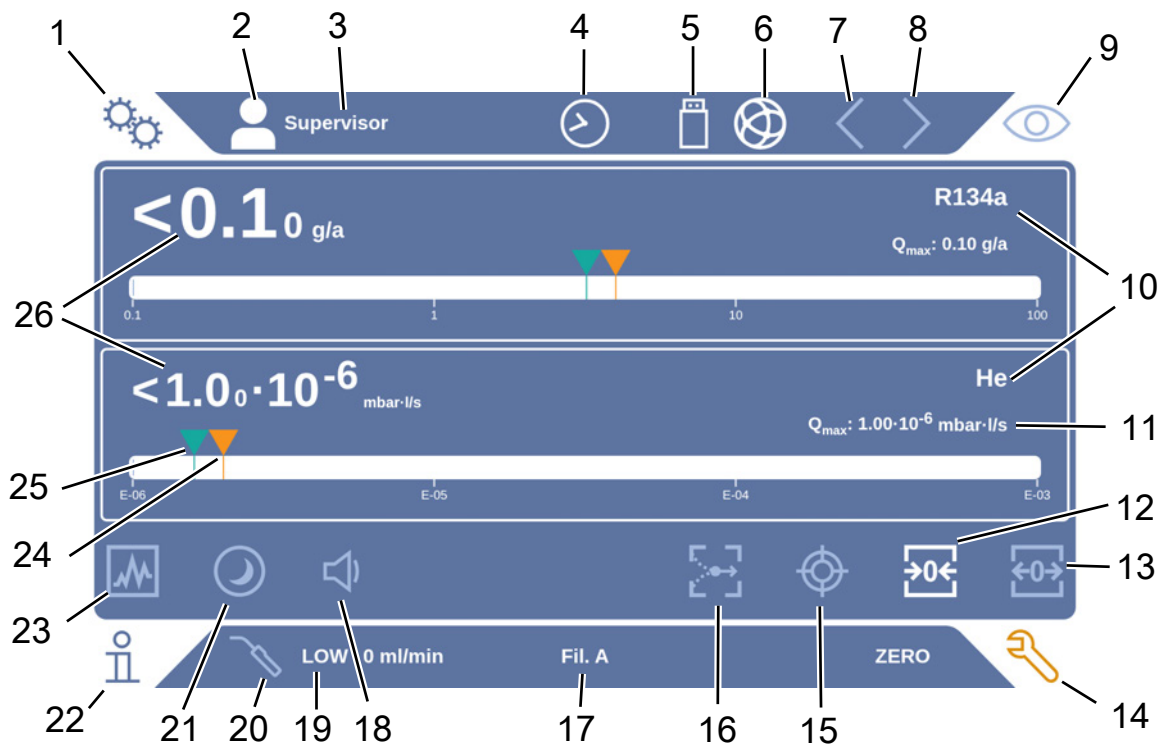 1 2 3 4 5 6 7 8 9
Supervisor
<0.10 g/a
R134a
Qmax: 0.10 g/a
10
26
0.1 1 10 100
<1.00·10-6 mbar·l/s
He
Qmax: 1.00·10-6 mbar·l/s
11
25
E-06 E-05 E-04 E-03
12
24
→0←
←0→
13
23
LOW 0 ml/min
Fil. A
ZERO
22 21 20 19 18 17 16 15 14